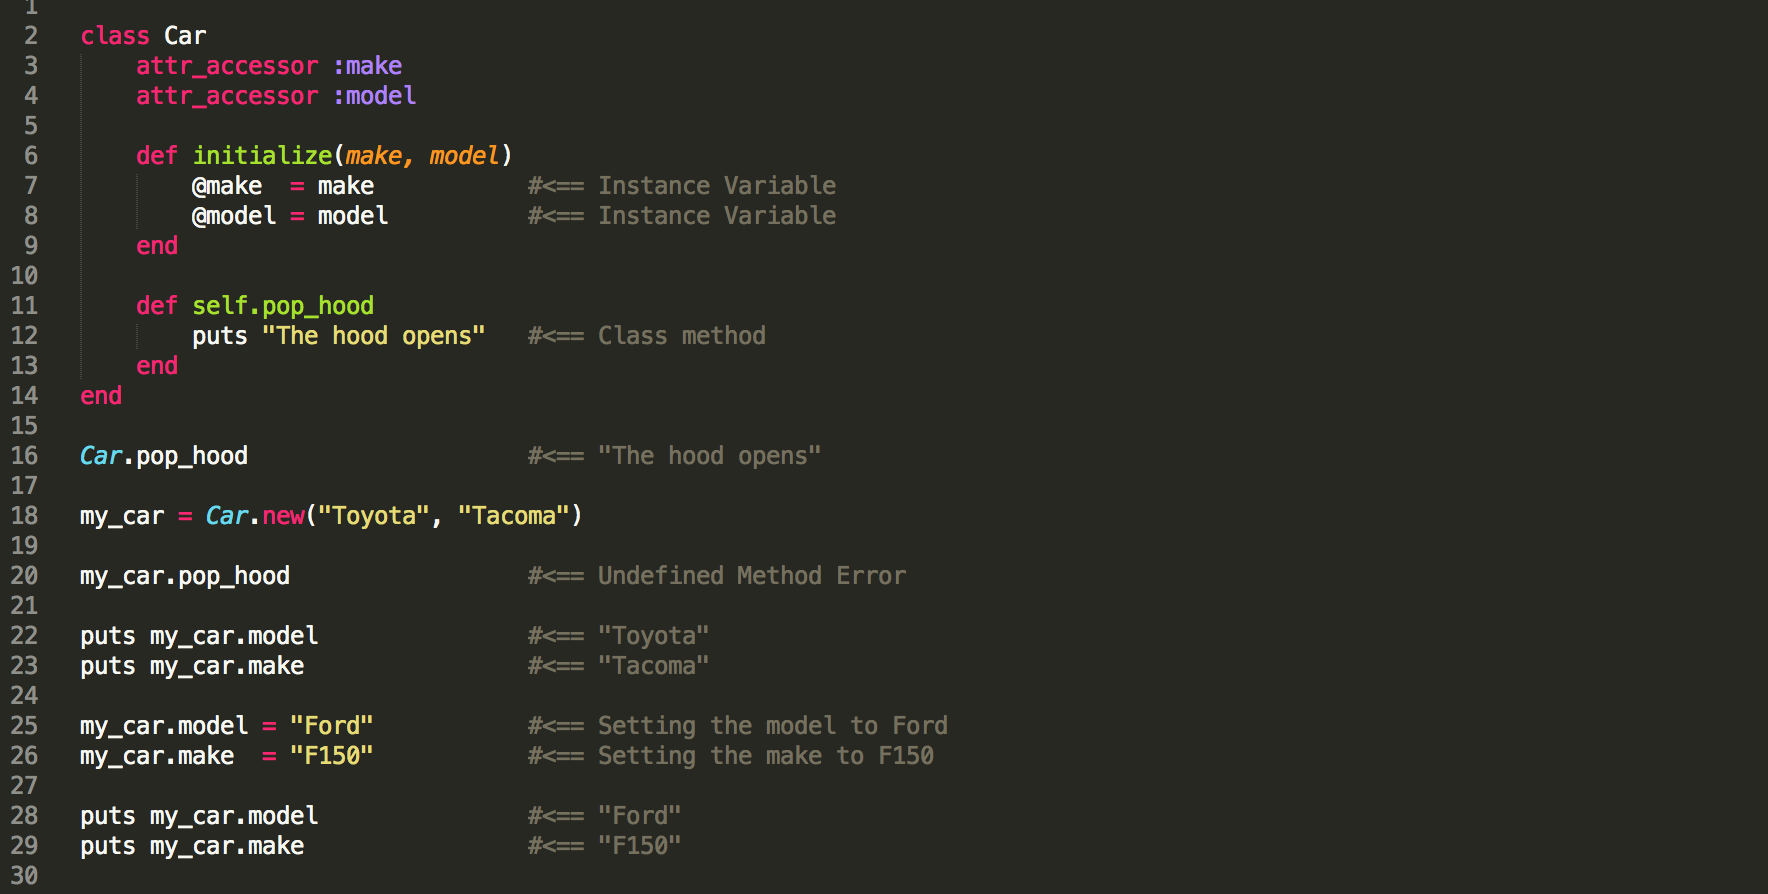 1
2 class Car
3     attr_accessor :make
4     attr_accessor :model
5
6     def initialize(make, model)
7         @make  = make           #<== Instance Variable
8         @model = model          #<== Instance Variable
9     end
10
11     def self.pop_hood
12         puts "The hood opens"   #<== Class method
13     end
14 end
15
16 Car.pop_hood                    #<== "The hood opens"
17
18 my_car = Car.new("Toyota", "Tacoma")
19
20 my_car.pop_hood                 #<== Undefined Method Error
21
22 puts my_car.model               #<== "Toyota"
23 puts my_car.make                #<== "Tacoma"
24
25 my_car.model = "Ford"           #<== Setting the model to Ford
26 my_car.make  = "F150"           #<== Setting the make to F150
27
28 puts my_car.model               #<== "Ford"
29 puts my_car.make                #<== "F150"
30